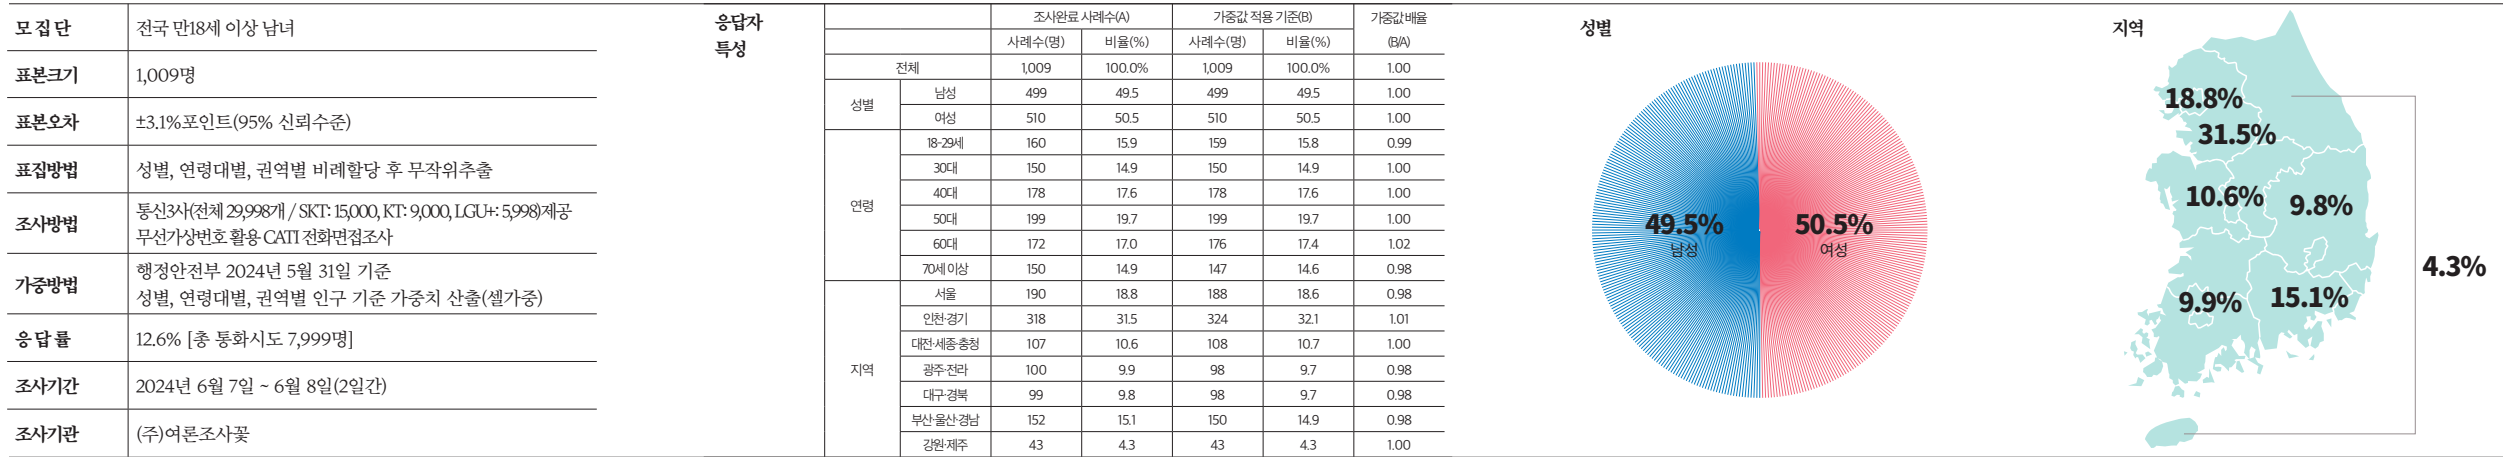 모집단 전국 만18세 이상 남녀
표본크기 1,009명
표본오차 ±3.1%포인트(95% 신뢰수준)
표집방법 성별, 연령대별, 권역별 비례할당 후 무작위추출
조사방법 통신3사(전체 29,998개 / SKT: 15,000, KT: 9,000, LGU+: 5,998)제공
무선가상번호 활용 CATI 전화면접조사
가중방법 행정안전부 2024년 5월 31일 기준
성별, 연령대별, 권역별 인구 기준 가중치 산출(셀가중)
응답률 12.6% [총 통화시도 7,999명]
조사기간 2024년 6월 7일 ~ 6월 8일(2일간)
조사기관 (주)여론조사꽃
응답자
특성
조사완료 사례수(A) 가중값 적용 기준(B) 가중값 배율
사례수(명) 비율(%) 사례수(명) 비율(%) (B/A)
전체 1,009 100.0% 1,009 100.0% 1.00
성별 남성 499 49.5 499 49.5 1.00
여성 510 50.5 510 50.5 1.00
연령 18-29세 160 15.9 159 15.8 0.99
30대 150 14.9 150 14.9 1.00
40대 178 17.6 178 17.6 1.00
50대 199 19.7 199 19.7 1.00
60대 172 17.0 176 17.4 1.02
70세 이상 150 14.9 147 14.6 0.98
지역 서울 190 18.8 188 18.6 0.98
인천·경기 318 31.5 324 32.1 1.01
대전·세종·충청 107 10.6 108 10.7 1.00
광주·전라 100 9.9 98 9.7 0.98
대구·경북 99 9.8 98 9.7 0.98
부산·울산·경남 152 15.1 150 14.9 0.98
강원·제주 43 4.3 43 4.3 1.00
성별
49.5%
남성
50.5%
여성
지역
18.8%
31.5%
10.6%
9.8%
4.3%
9.9%
15.1%